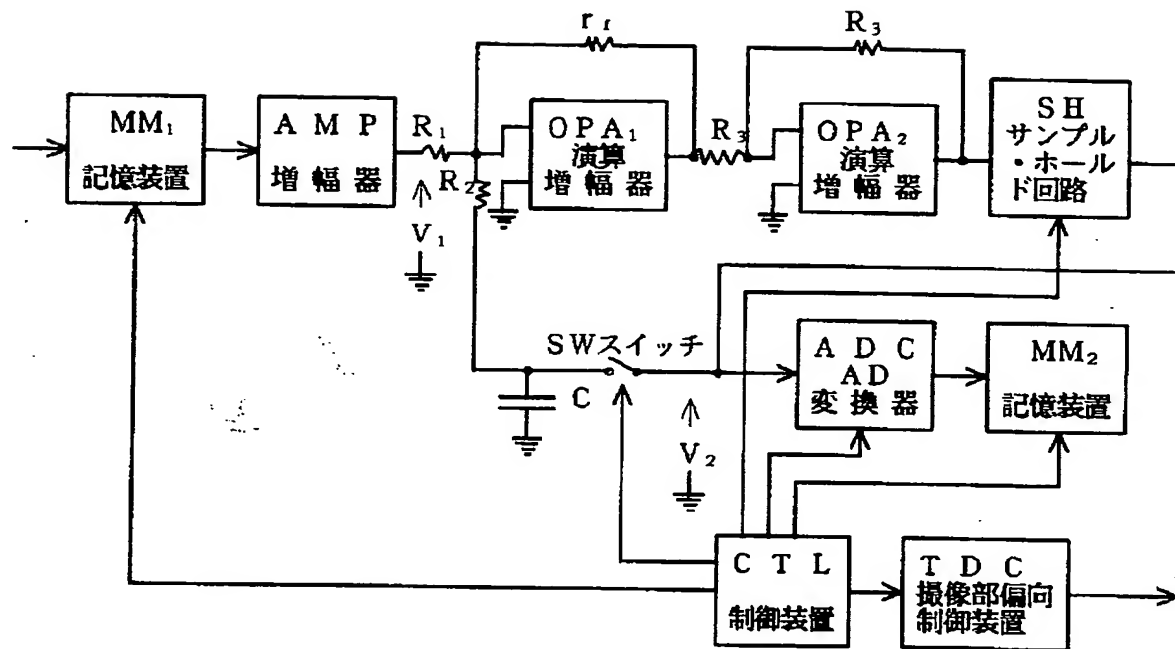 r f
R₃
MM₁
記憶装置
A M P
増幅器
R₁
R₂
V₁
OPA₁
演算
増幅器
R₃
OPA₂
演算
増幅器
SH
サンプル
・ホール
ド回路
SWスイッチ
C
V₂
A D C
AD
変換器
MM₂
記憶装置
C T L
制御装置
T D C
撮像部偏向
制御装置